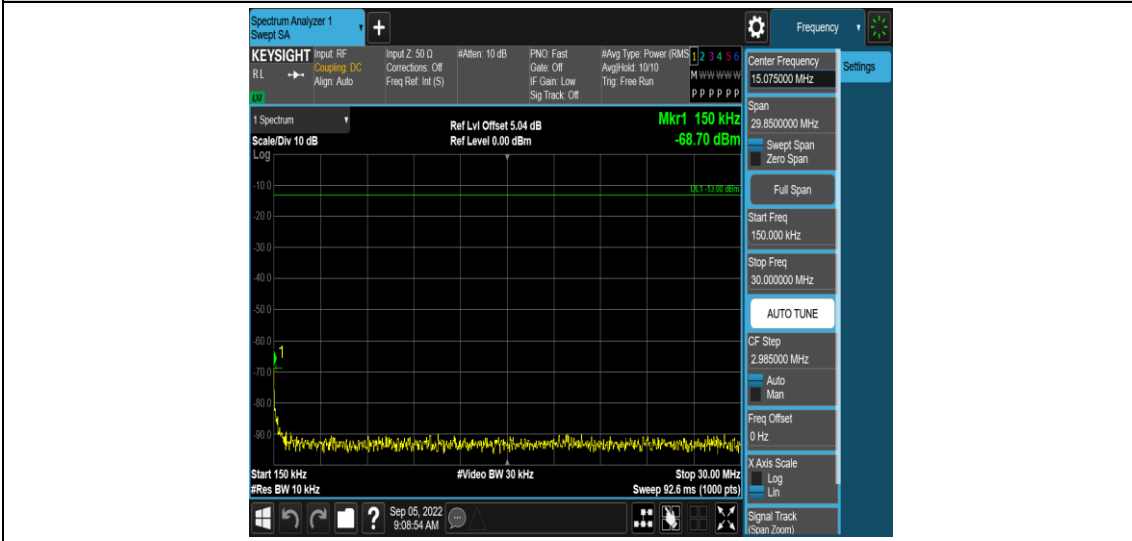 Spectrum Analyzer 1
Swept SA
+
Frequency
KEYSIGHT
RL
Input: RF
Coupling: DC
Align: Auto
Input Z: 50 Ω
Corrections: Off
Freq Ref: Int (S)
#Atten: 10 dB
PNO: Fast
Gate: Off
IF Gain: Low
Sig Track: Off
#Avg Type: Power (RMS
Avg|Hold: 10/10
Trig: Free Run
1 2 3 4 5 6
M W W W W W
P P P P P P
1 Spectrum
Scale/Div 10 dB
Log
Ref Lvl Offset 5.04 dB
Ref Level 0.00 dBm
Mkr1 150 kHz
-68.70 dBm
DL1 -13.00 dBm
-10.0
-20.0
-30.0
-40.0
-50.0
-60.0
-70.0
-80.0
-90.0
1
Start 150 kHz
#Res BW 10 kHz
#Video BW 30 kHz
Stop 30.00 MHz
Sweep 92.6 ms (1000 pts)
Center Frequency
15.075000 MHz
Settings
Span
29.8500000 MHz
Swept Span
Zero Span
Full Span
Start Freq
150.000 kHz
Stop Freq
30.000000 MHz
AUTO TUNE
CF Step
2.985000 MHz
Auto
Man
Freq Offset
0 Hz
X Axis Scale
Log
Lin
Signal Track
(Span Zoom)
?
Sep 05, 2022
9:08:54 AM